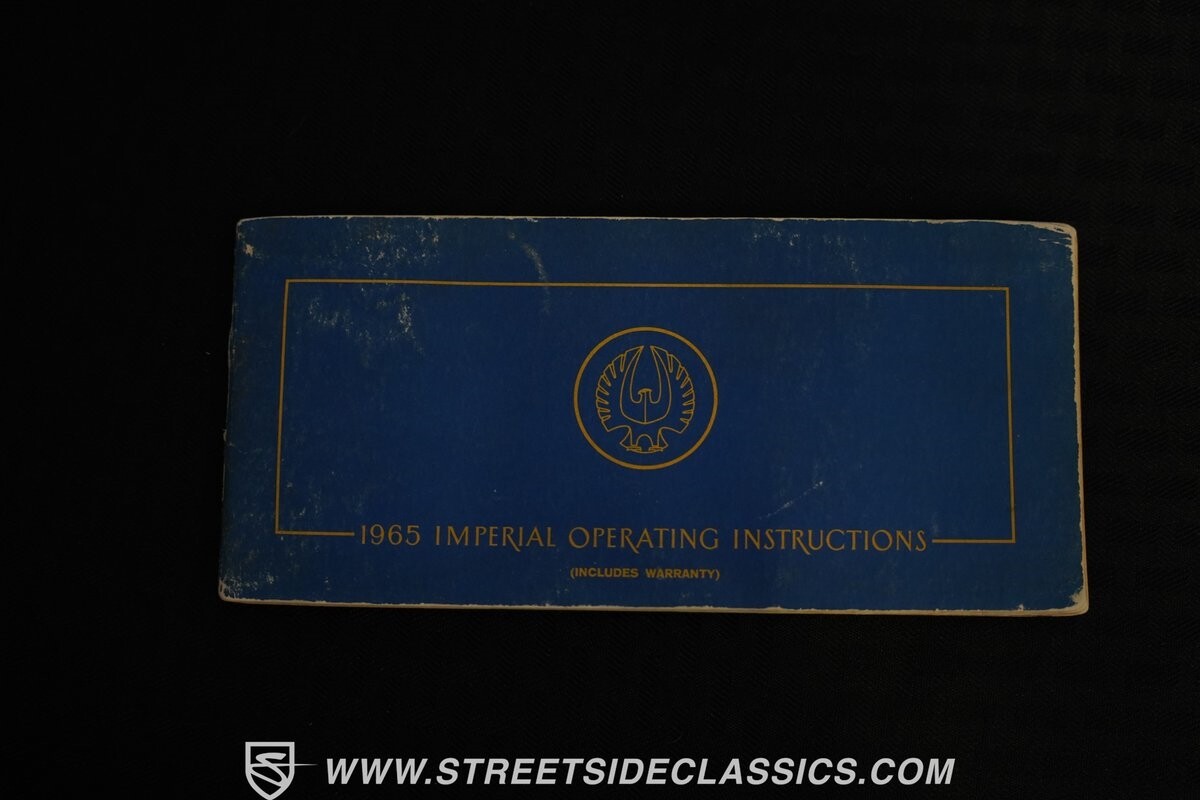 1965 IMPERIAL OPERATING INSTRUCTIONS
(INCLUDES WARRANTY)
WWW.STREETSIDECLASSICS.COM